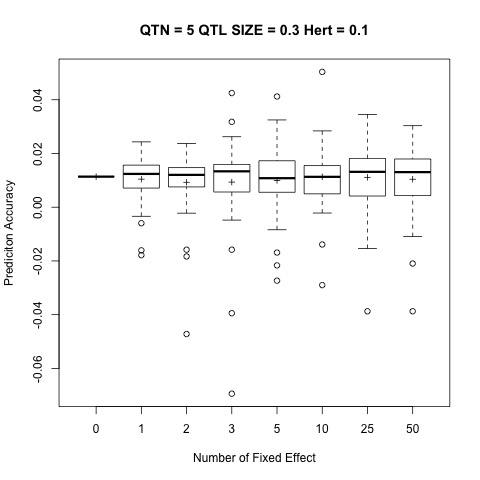 QTN = 5 QTL SIZE = 0.3 Hert = 0.1
Prediciton Accuracy
0.04
0.02
0.00
-0.02
-0.04
-0.06
0 1 2 3 5 10 25 50
Number of Fixed Effect